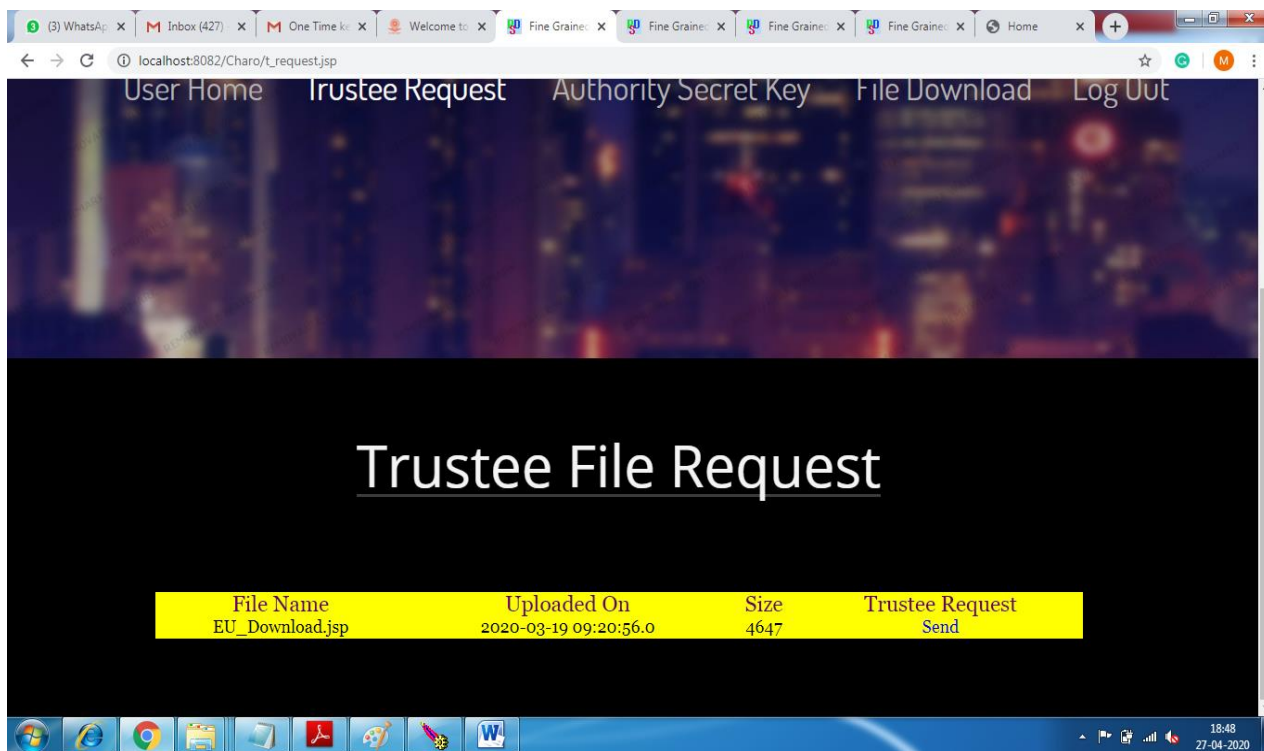 (3) WhatsAp
Inbox (427) -
One Time ke
Welcome to
Fine Grained
Fine Grained
Fine Grained
Fine Grained
Home
localhost:8082/Charo/t_request.jsp
M
User Home Trustee Request Authority Secret Key File Download Log Out
Trustee File Request
File Name Uploaded On Size Trustee Request
EU_Download.jsp 2020-03-19 09:20:56.0 4647 Send
18:48
27-04-2020